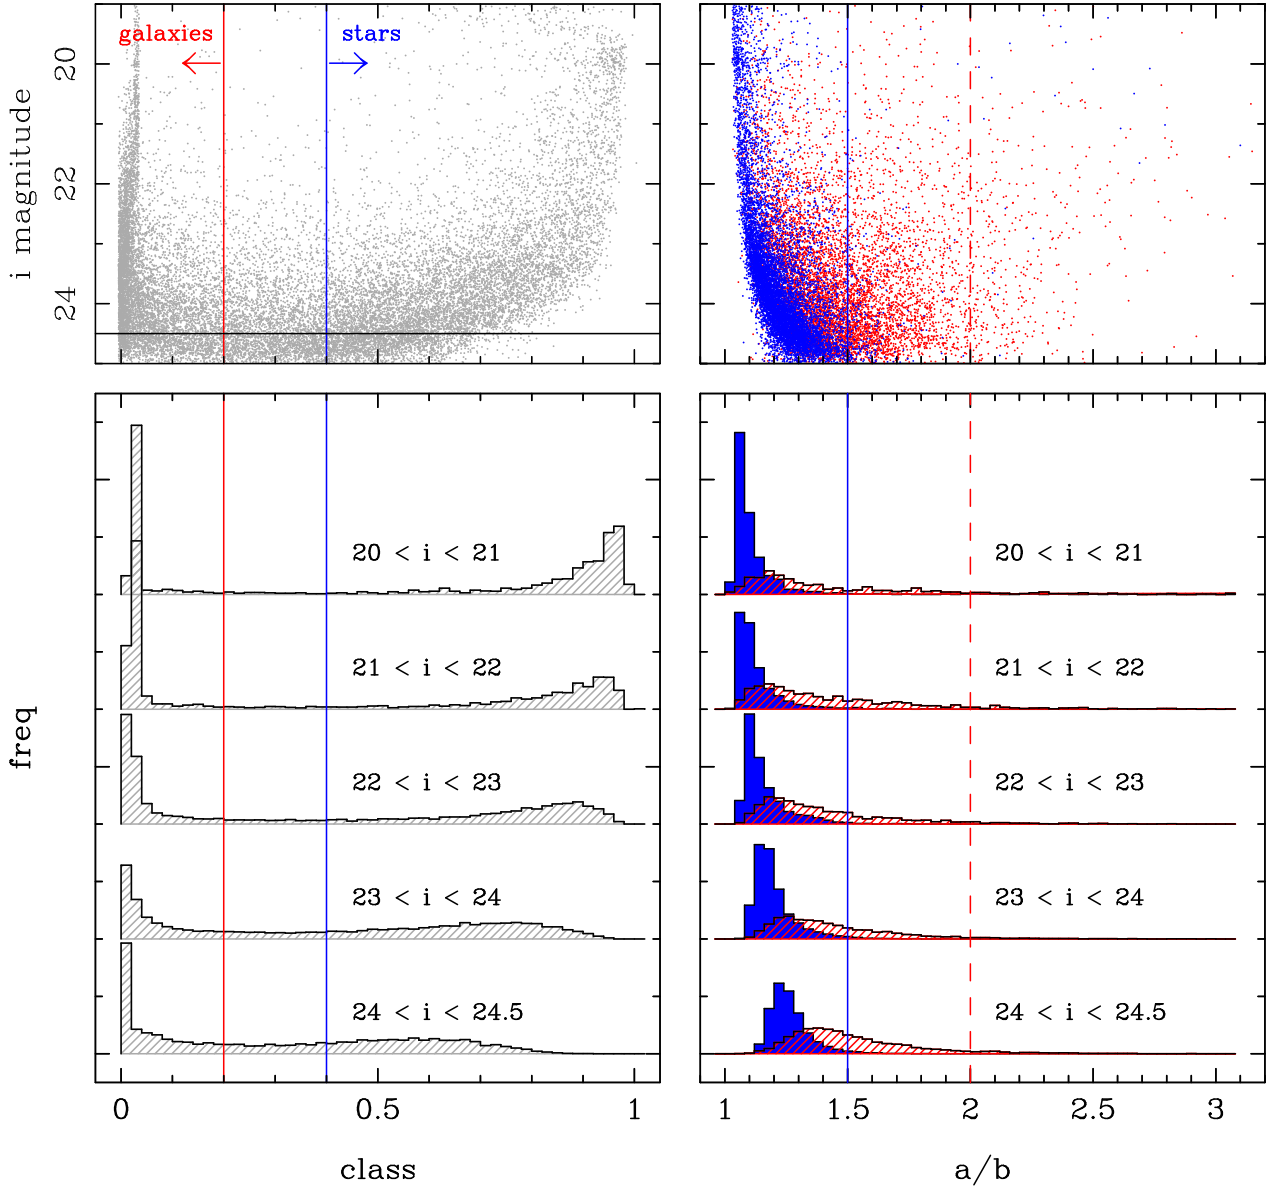 galaxies
stars
20
22
24
i magnitude
20 < i < 21
21 < i < 22
22 < i < 23
23 < i < 24
24 < i < 24.5
freq
0
0.5
1
class
20 < i < 21
21 < i < 22
22 < i < 23
23 < i < 24
24 < i < 24.5
1
1.5
2
2.5
3
a/b